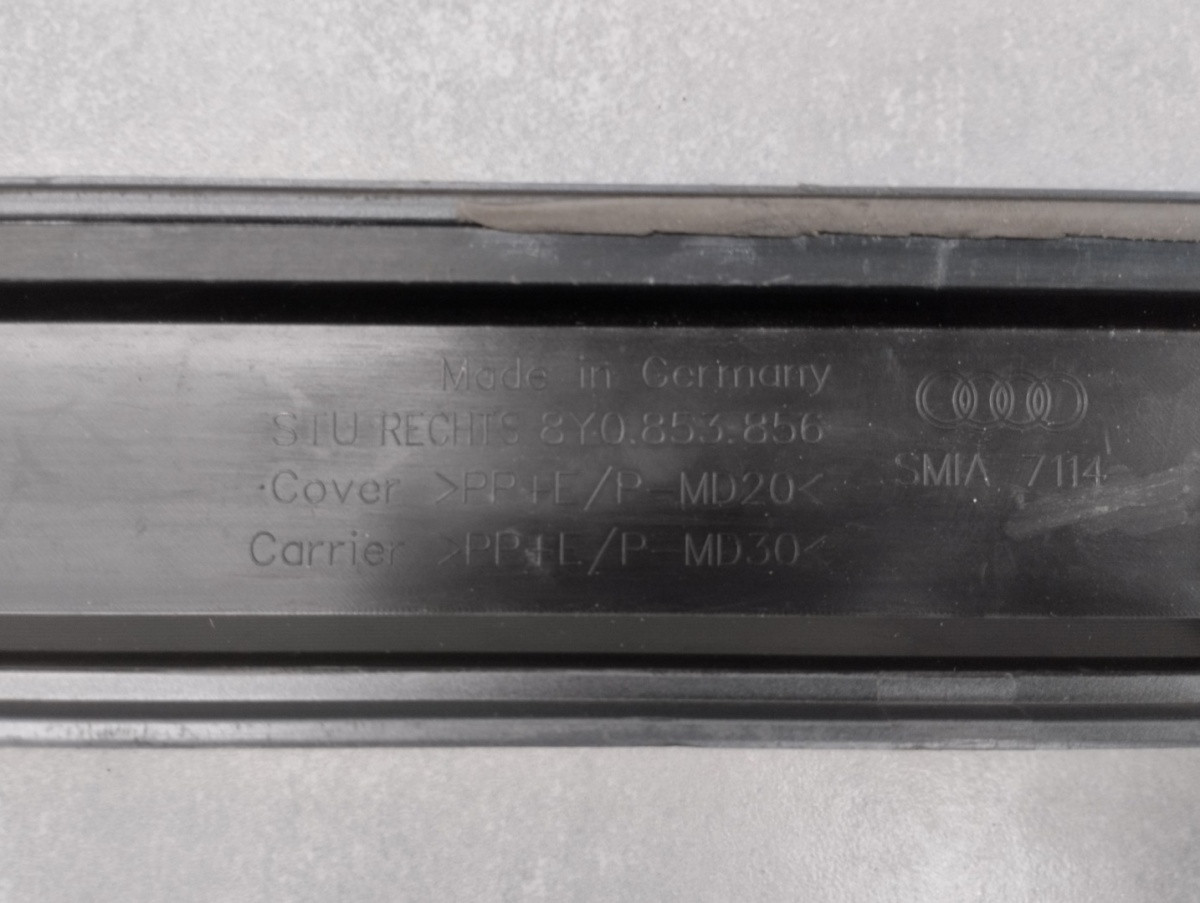 Made in Germany
STU RECHTS 8Y0.853.856
Cover >PP+E/P-MD20<
Carrier >PP+E/P-MD30<
SMIA 7114